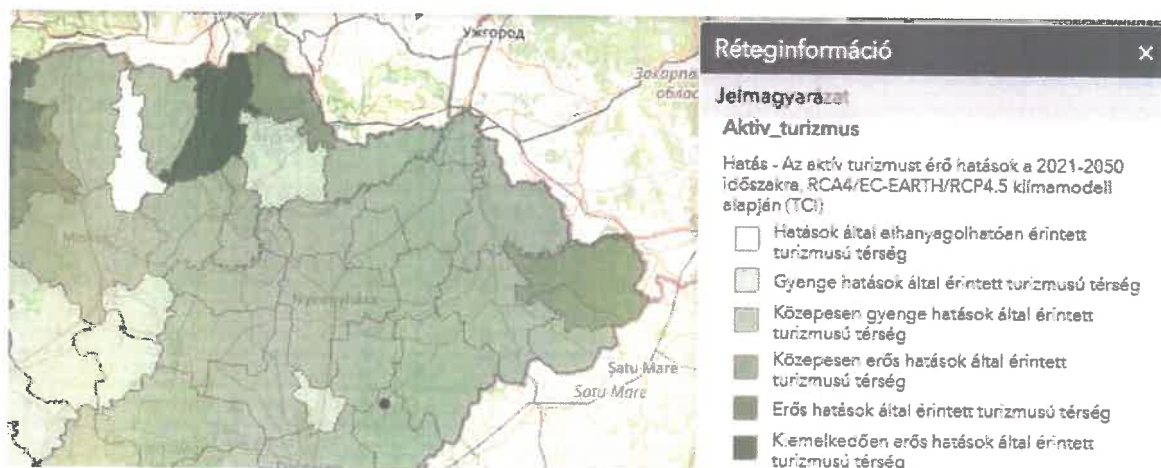 Ужгород
Закарпа
облас
Miskolc
Nyíregyháza
Satu Mare
Satu Mare
Réteginformáció
×
Jelmagyarázat
Aktiv_turizmus
Hatás - Az aktív turizmust érő hatások a 2021-2050
időszakra, RCA4/EC-EARTH/RCP4.5 klímamodell
alapján (TCI)
Hatások által elhanyagolhatóan érintett
turizmusú térség
Gyenge hatások által érintett turizmusú térség
Közepesen gyenge hatások által érintett
turizmusú térség
Közepesen erős hatások által érintett
turizmusú térség
Erős hatások által érintett turizmusú térség
Kiemelkedően erős hatások által érintett
turizmusú térség